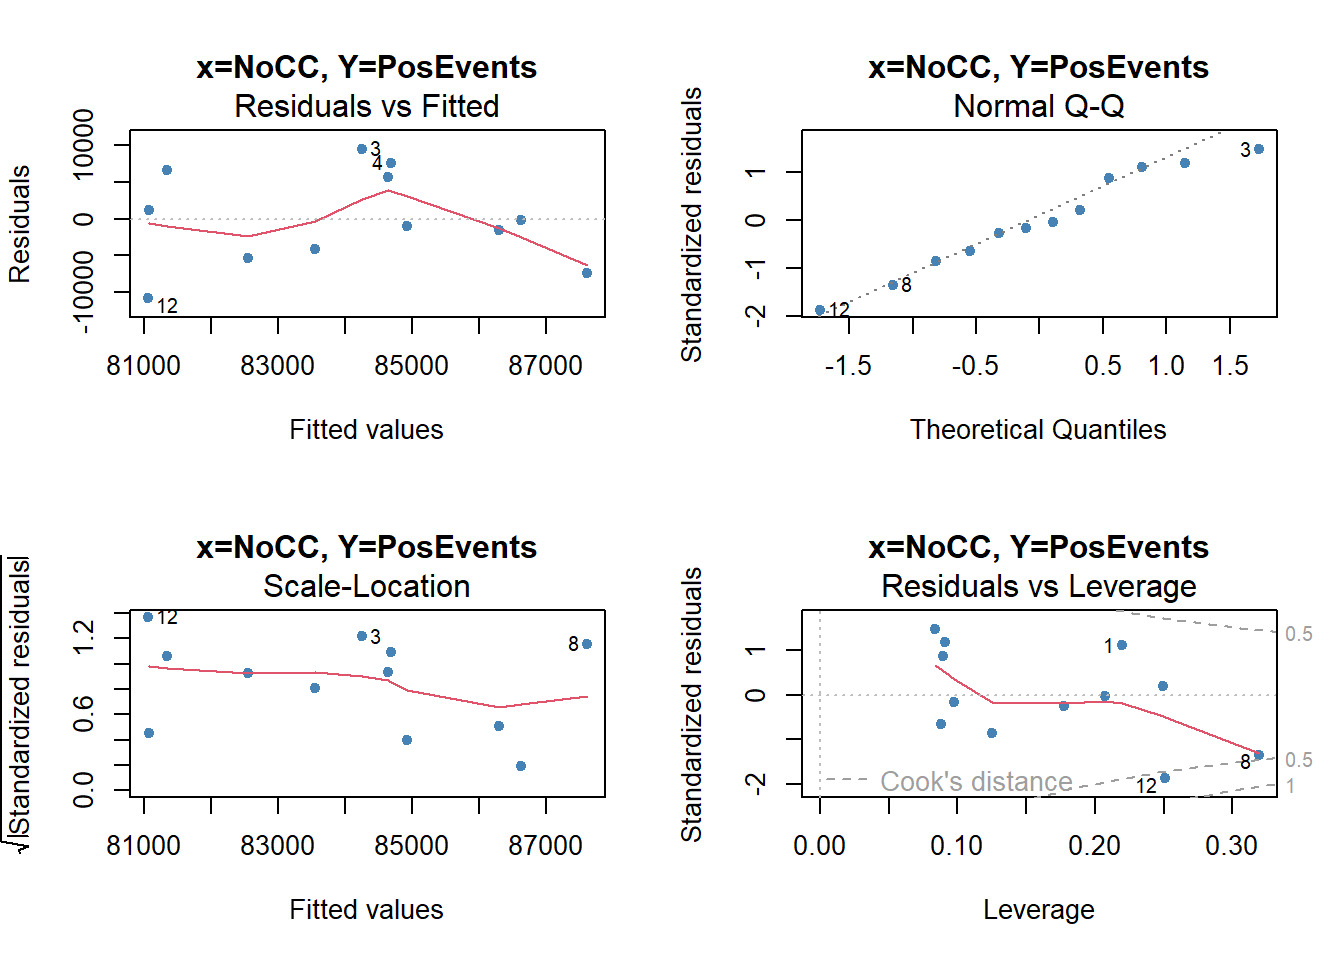 x=NoCC, Y=PosEvents
Residuals vs Fitted
Residuals
10000
0
-10000
3
4
12
81000 83000 85000 87000
Fitted values
x=NoCC, Y=PosEvents
Normal Q-Q
Standardized residuals
1
0
-1
-2
3
8
12
-1.5 -0.5 0.5 1.0 1.5
Theoretical Quantiles
x=NoCC, Y=PosEvents
Scale-Location
√|Standardized residuals|
1.2
0.6
0.0
12
3
8
81000 83000 85000 87000
Fitted values
x=NoCC, Y=PosEvents
Residuals vs Leverage
Standardized residuals
1
0
-2
1
0.5
0.5
8
12
1
Cook's distance
0.00 0.10 0.20 0.30
Leverage